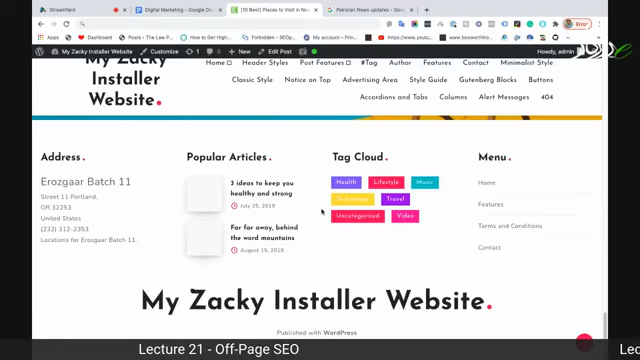 Streamfard
Digital Marketing - Google Do
[10 Best] Places to Visit in Nor
Pakistan News updates - Goog
Error
Apps
Dashboard
Posts ‹ The Law P
How to Get High
Forbidden - SEOp
My account – Prim
https://www.youtu
www.bosworthho
My Zacky Installer Website
Customize
1
0
New
Edit Post
Howdy, admin
My Zacky
Installer
Website.
Home
Header Styles
Post Features
#Tag
Author
Features
Contact
Minimalist Style
Classic Style
Notice on Top
Advertising Area
Style Guide
Gutenberg Blocks
Buttons
Accordions and Tabs
Columns
Alert Messages
404
Address.
Erozgaar Batch 11
Street 11 Portland,
OR 32253
United States
(232) 312-2353
Locations for Erozgaar Batch 11.
Popular Articles.
3 ideas to keep you
healthy and strong
July 25, 2019
Far far away, behind
the word mountains
August 15, 2019
Tag Cloud.
Health
Lifestyle
Music
Technology
Travel
Uncategorized
Video
Menu.
Home
Features
Terms and Conditions
Contact
My Zacky Installer Website.
Published with WordPress
Lecture 21 - Off-Page SEO
Lec